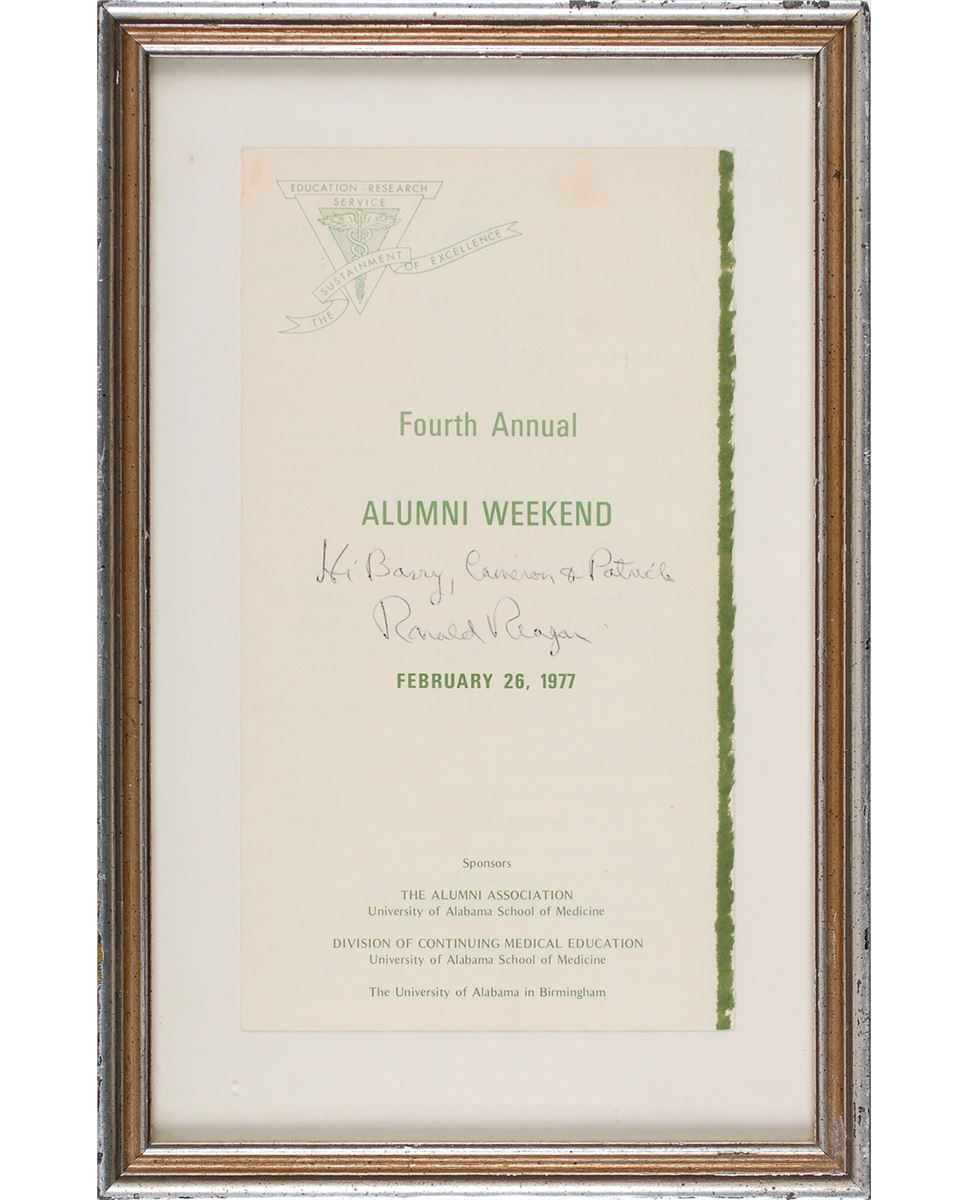 EDUCATION - RESEARCH
SERVICE
THE SUSTAINMENT OF EXCELLENCE
Fourth Annual
ALUMNI WEEKEND
Hi Barry, Cameron & Patrick
Ronald Reagan
FEBRUARY 26, 1977
Sponsors
THE ALUMNI ASSOCIATION
University of Alabama School of Medicine
DIVISION OF CONTINUING MEDICAL EDUCATION
University of Alabama School of Medicine
The University of Alabama in Birmingham